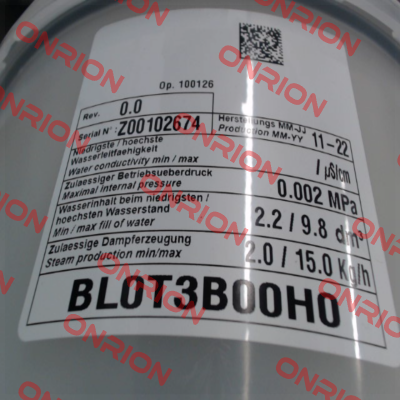 Op. 100126
Rev. 0.0
Serial N°: Z00102674
Herstellungs MM-JJ
Production MM-YY 11-22
Niedrigste / hoechste
Wasserleitfaehigkeit
Water conductivity min / max / µS/cm
Zulaessiger Betriebsueberdruck
Maximal internal pressure 0.002 MPa
Wasserinhalt beim niedrigsten /
hoechsten Wasserstand
Min / max fill of water 2.2 / 9.8 dm³
Zulaessige Dampferzeugung
Steam production min/max 2.0 / 15.0 Kg/h
BL0T3B00H0
ONRION
ONRION
ONRION
ONRION
ONRION
ONRION
ONRION
ONRION
ONRION
ONRION